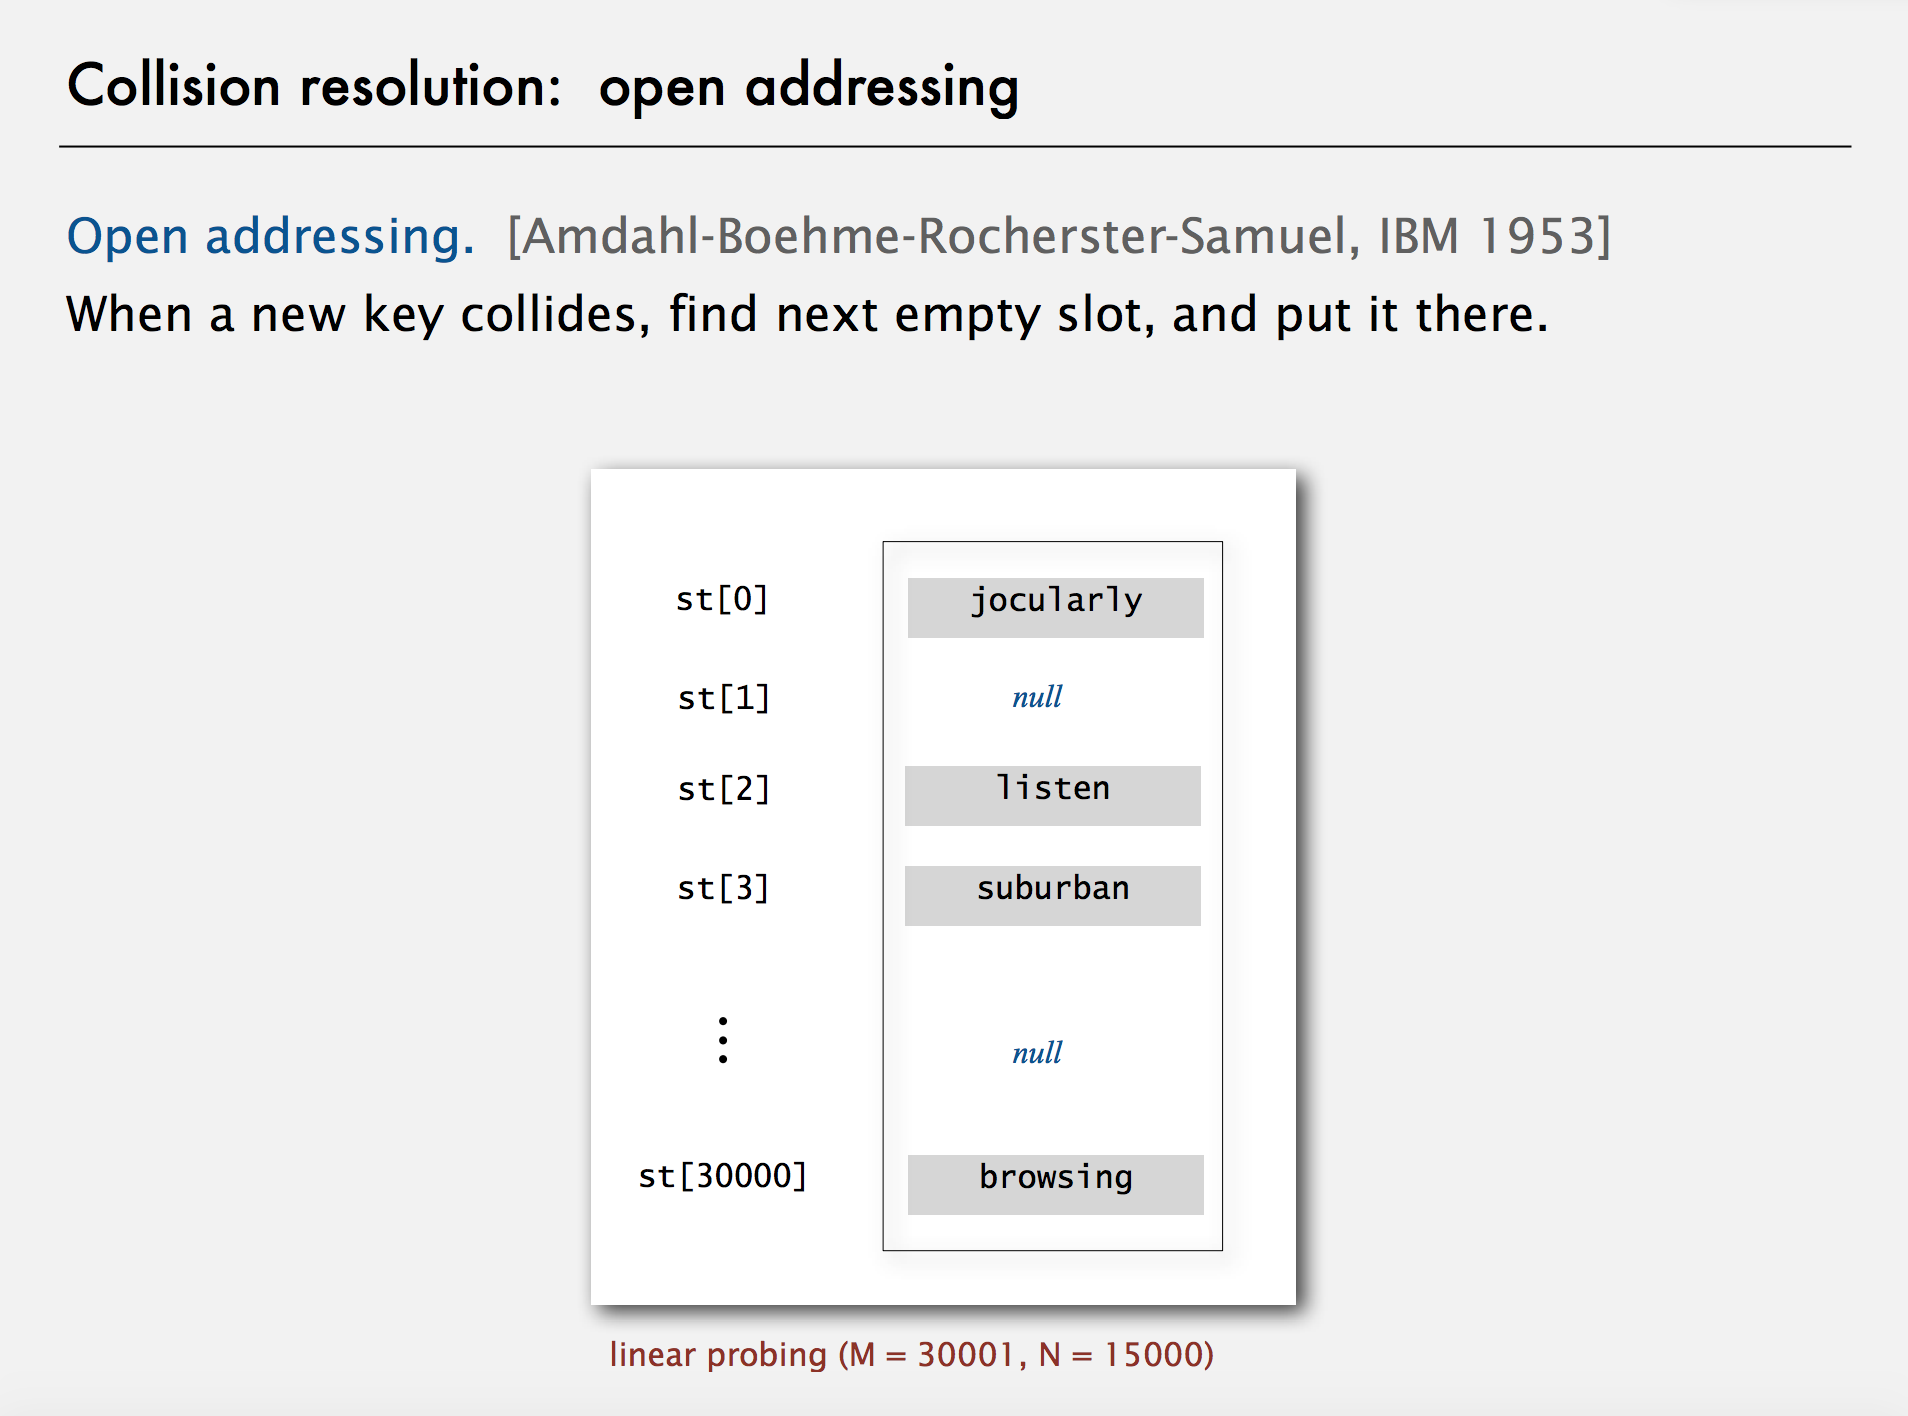 Collision resolution: open addressing
Open addressing. [Amdahl-Boehme-Rocherster-Samuel, IBM 1953]
When a new key collides, find next empty slot, and put it there.
st[0] jocularly
st[1] null
st[2] listen
st[3] suburban
⋮ null
st[30000] browsing
linear probing (M = 30001, N = 15000)